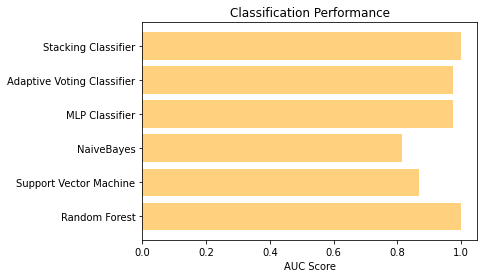 Classification Performance
Stacking Classifier
Adaptive Voting Classifier
MLP Classifier
NaiveBayes
Support Vector Machine
Random Forest
0.0 0.2 0.4 0.6 0.8 1.0
AUC Score